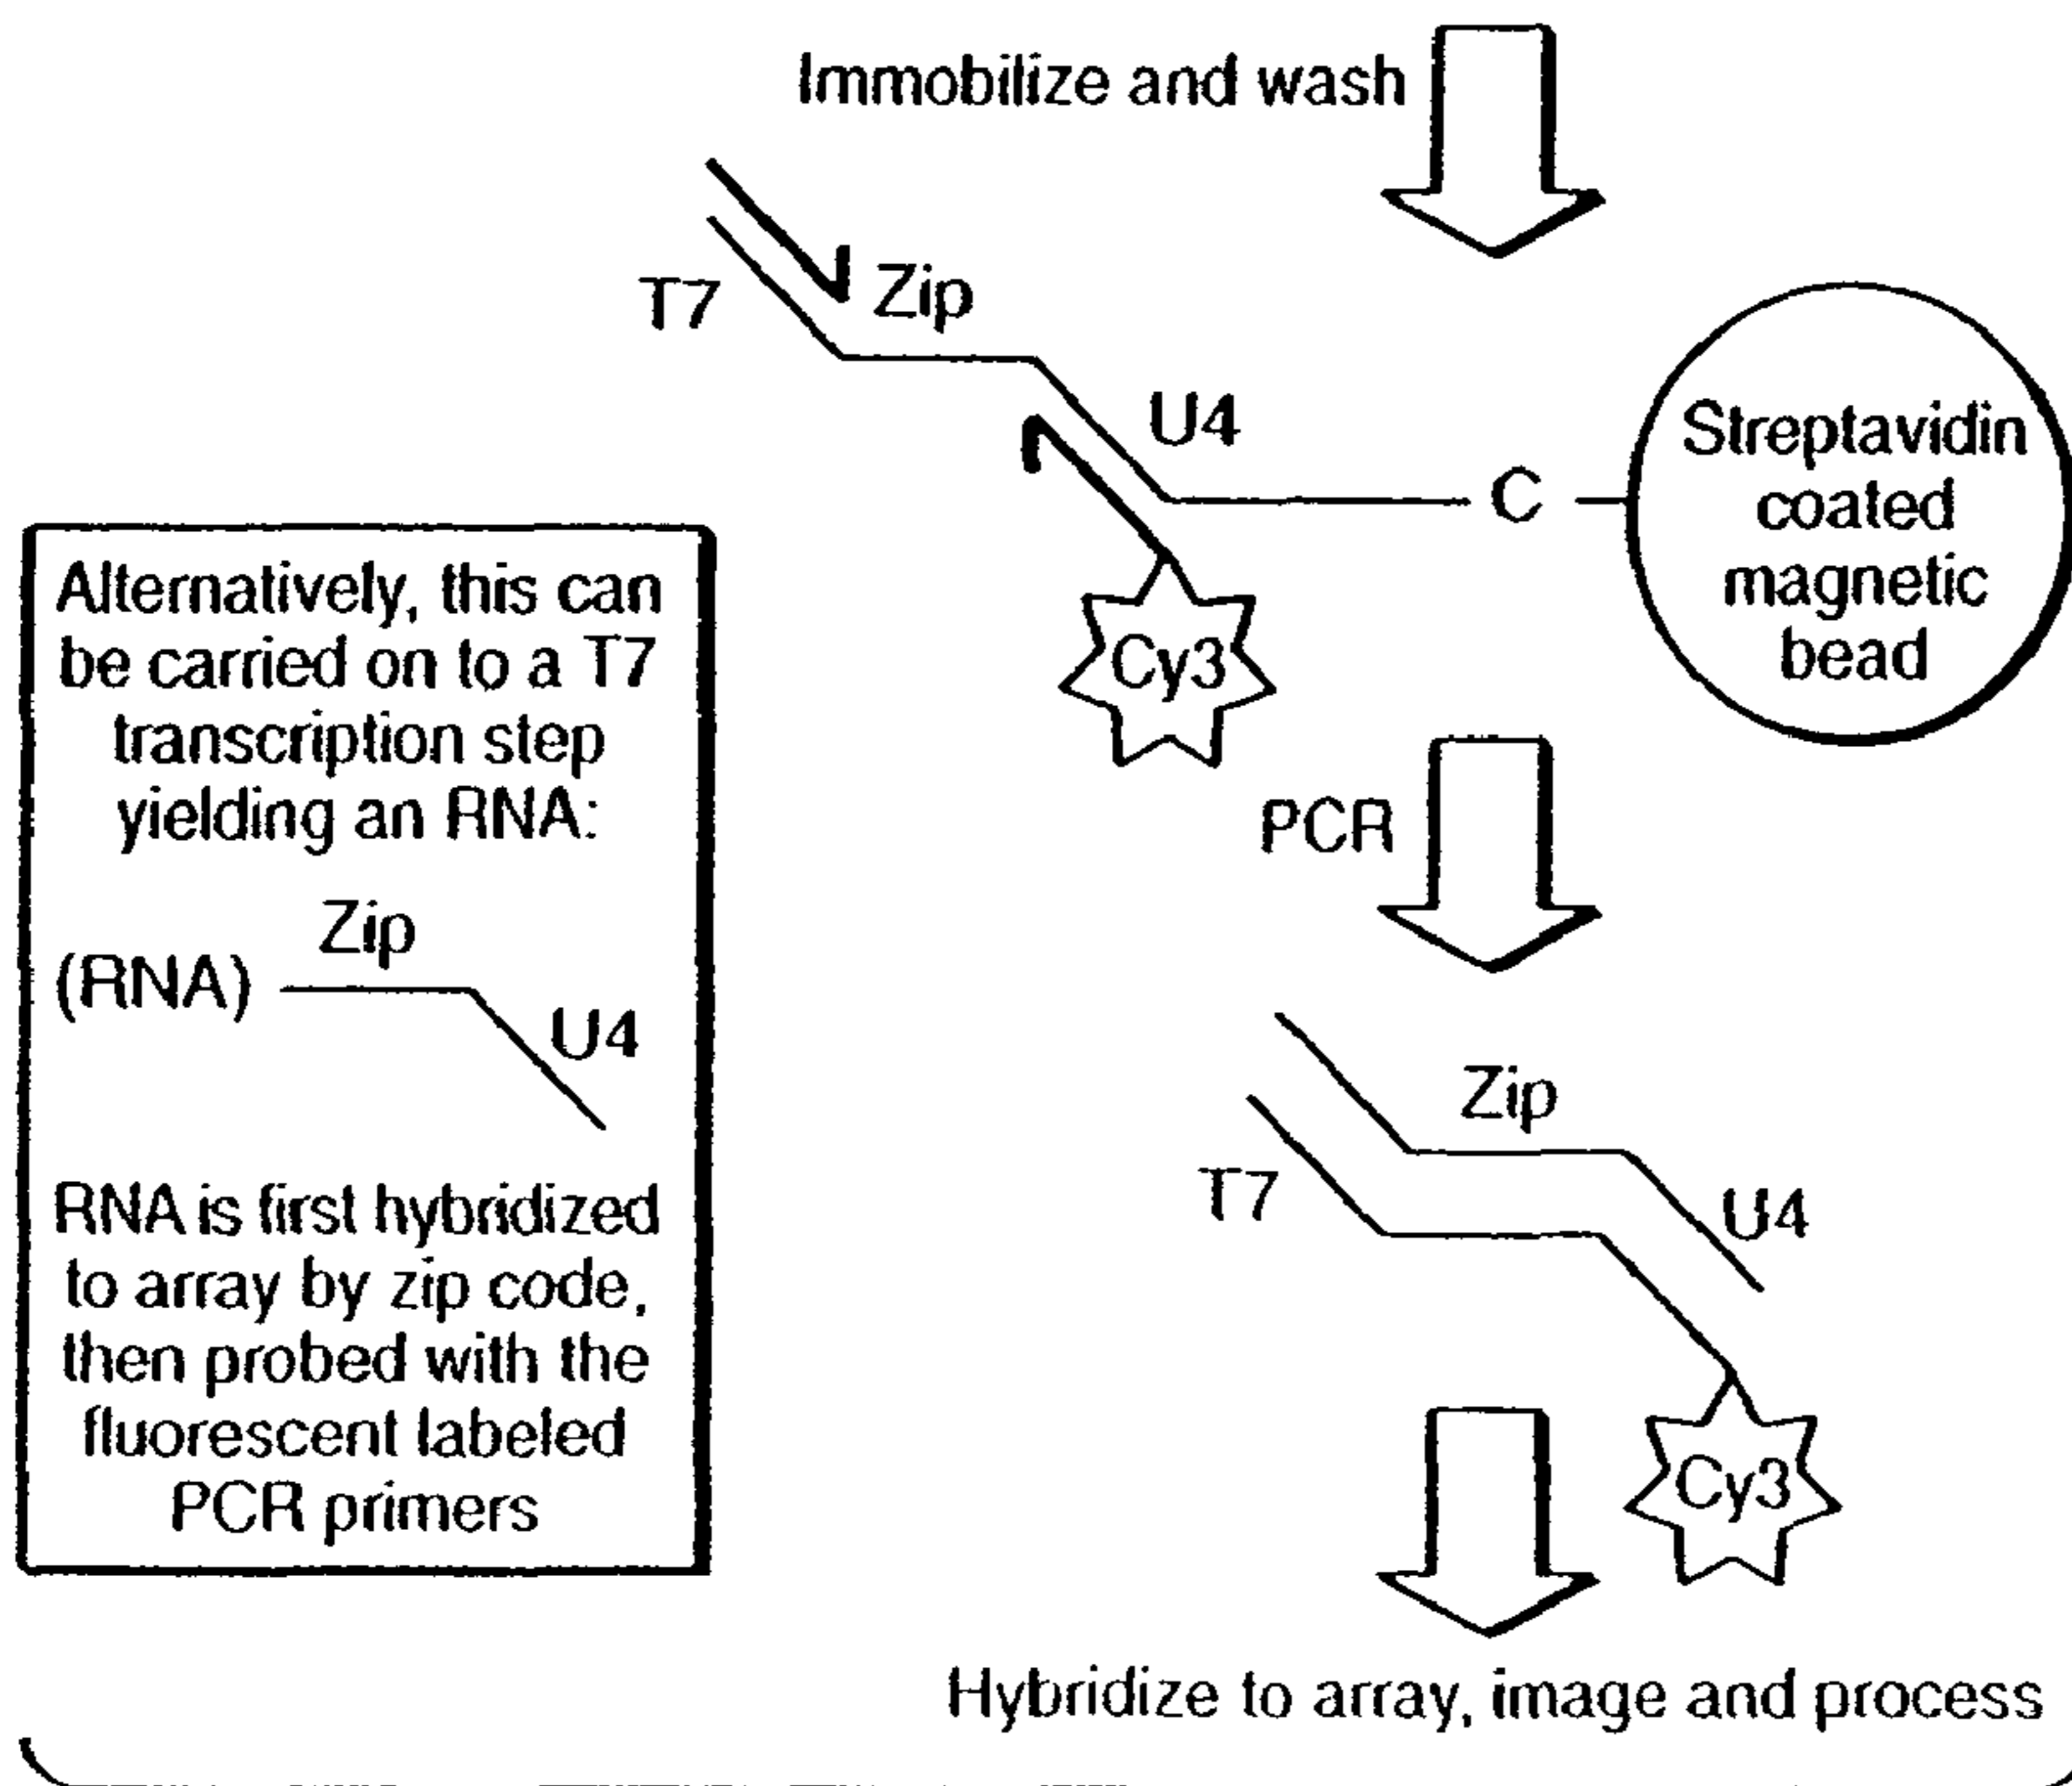 Immobilize and wash
T7
Zip
U4
C
Streptavidin
coated
magnetic
bead
Cy3
Alternatively, this can
be carried on to a T7
transcription step
yielding an RNA:
Zip
(RNA)
U4
RNA is first hybridized
to array by zip code,
then probed with the
fluorescent labeled
PCR primers
PCR
Zip
T7
U4
Cy3
Hybridize to array, image and process